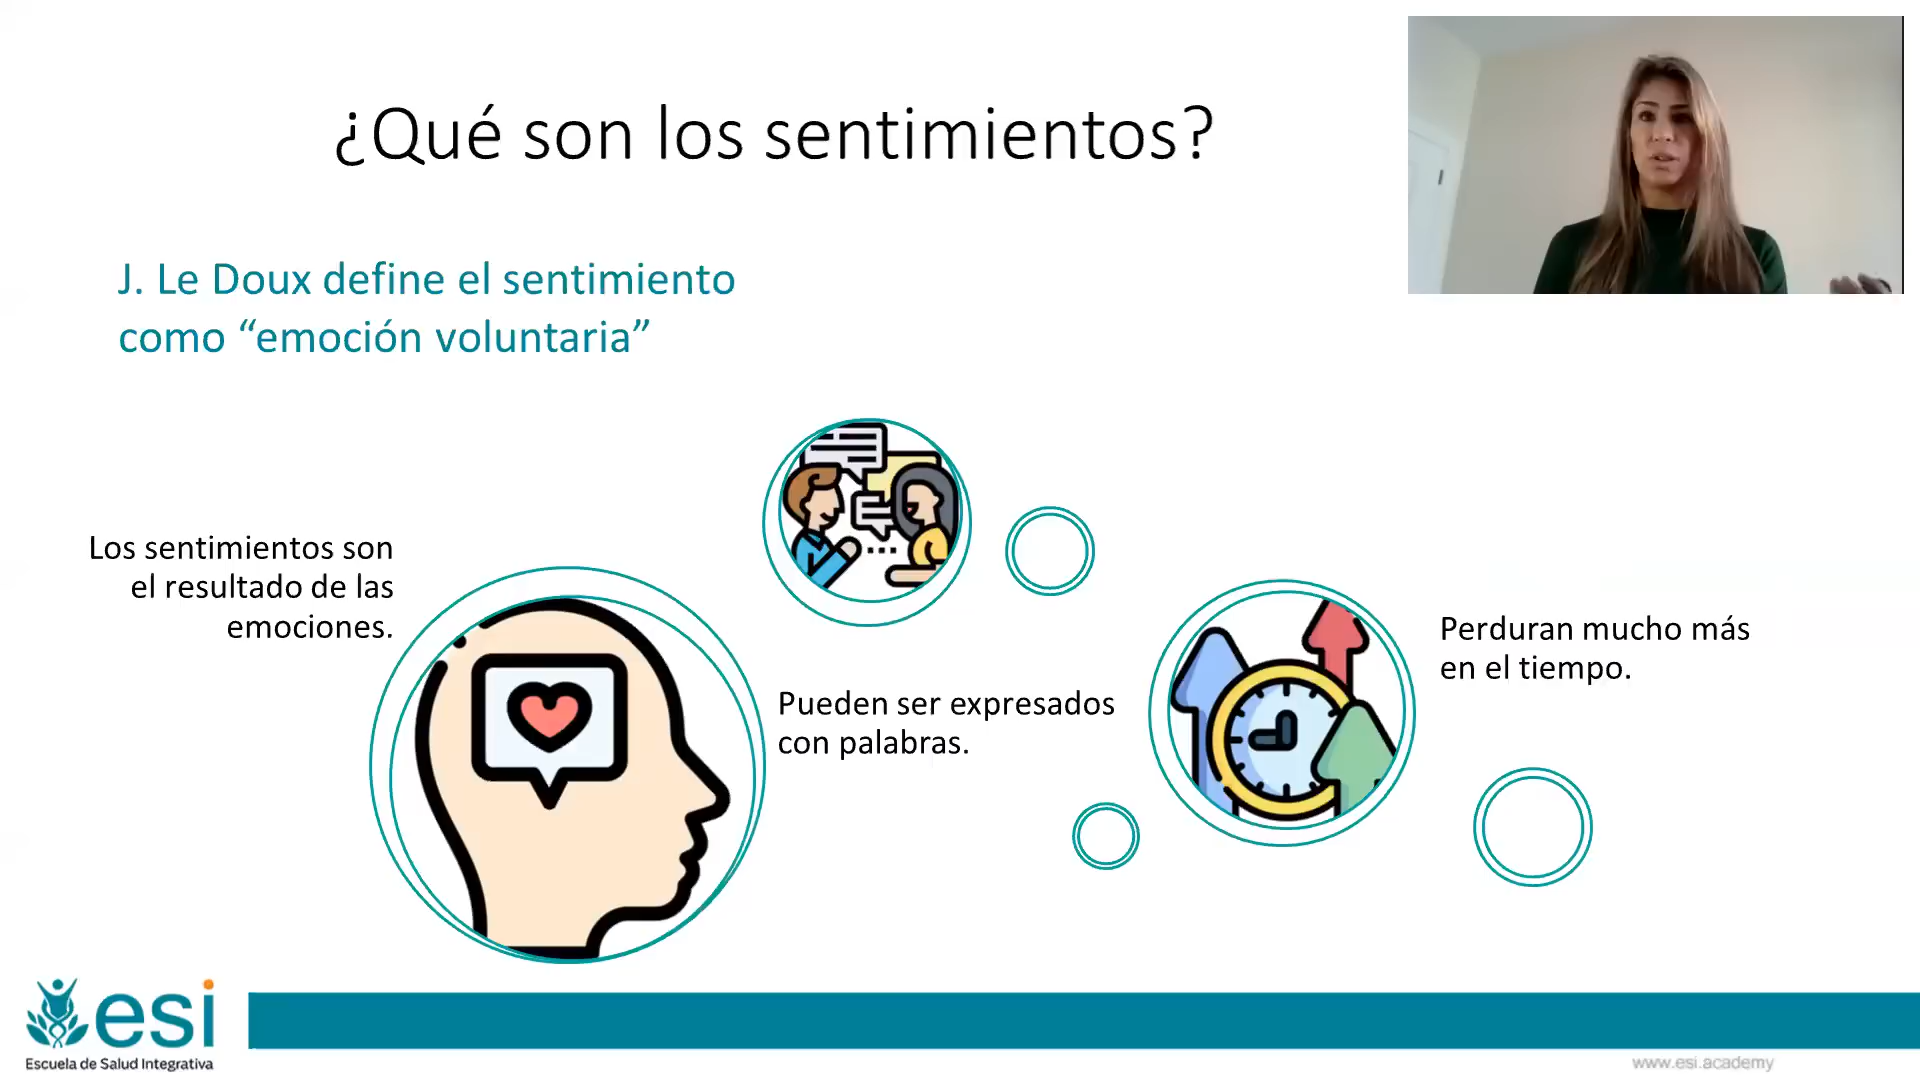 ¿Qué son los sentimientos?
J. Le Doux define el sentimiento
como “emoción voluntaria”
Los sentimientos son
el resultado de las
emociones.
Pueden ser expresados
con palabras.
Perduran mucho más
en el tiempo.
esi
Escuela de Salud Integrativa
www.esi.academy